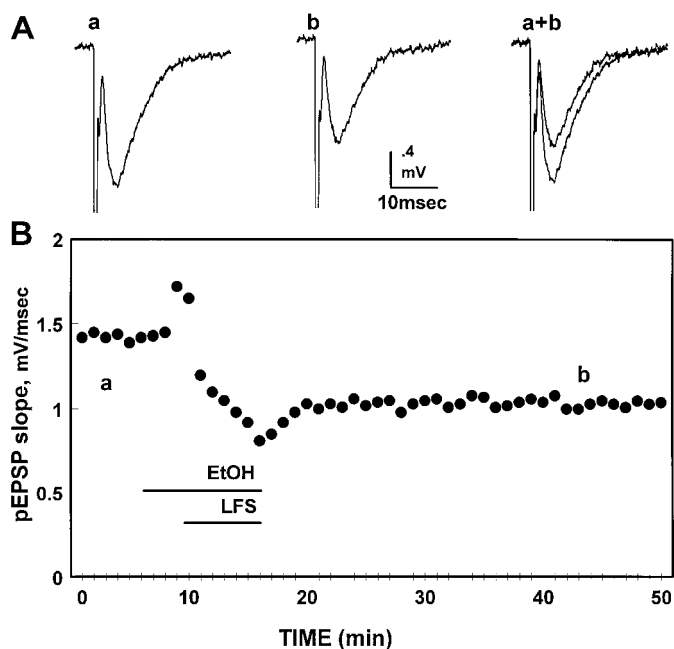 A
a
b
a+b
.4
mV
10msec
B
2
1.5
1
0.5
0
pEPSP slope, mV/msec
a
b
EtOH
LFS
0 10 20 30 40 50
TIME (min)